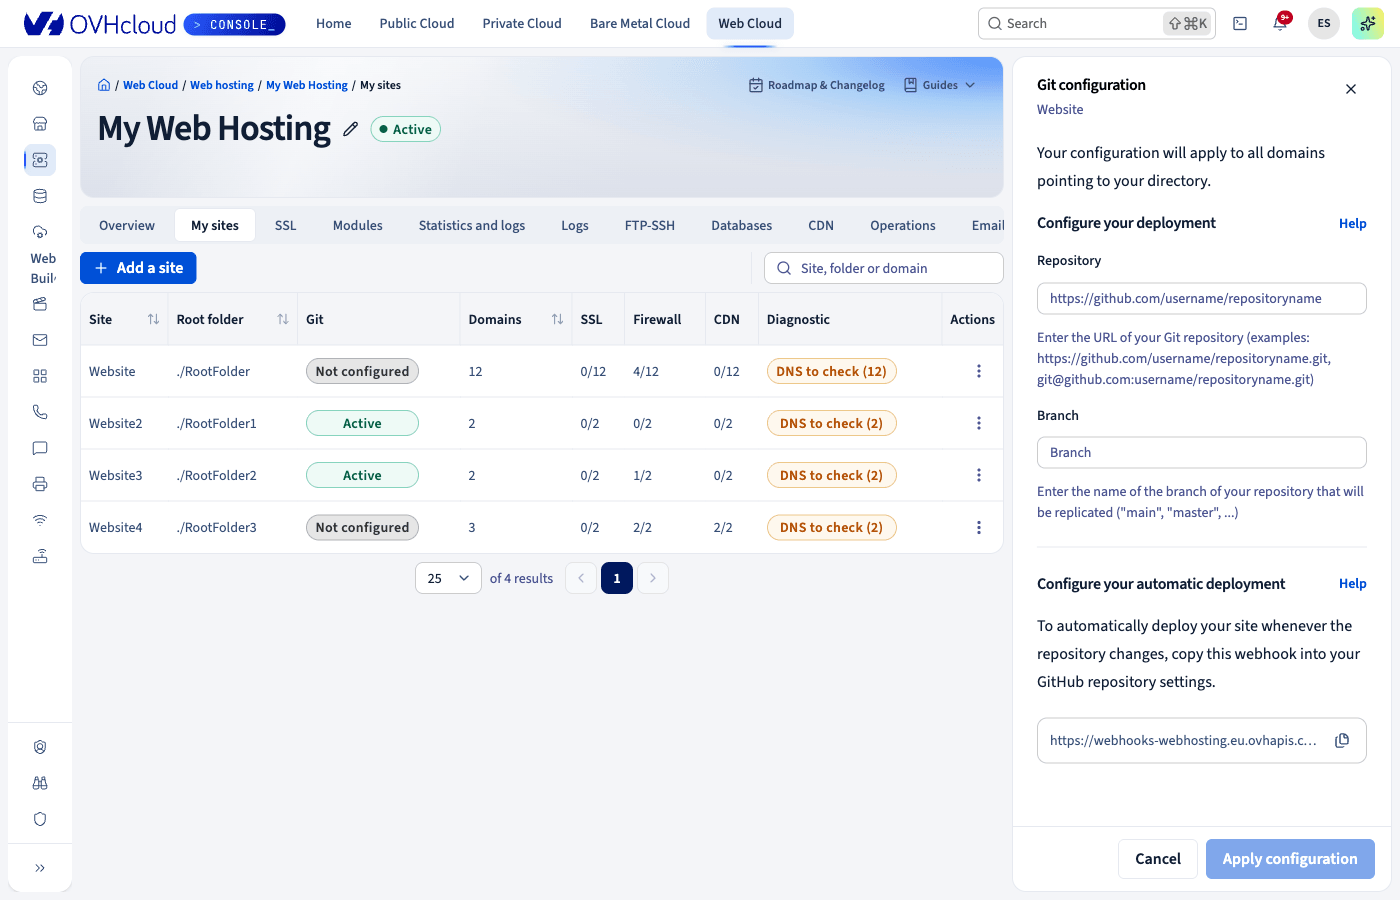 OVHcloud
> CONSOLE_
Home
Public Cloud
Private Cloud
Bare Metal Cloud
Web Cloud
Search
⇧⌘K
9+
ES
/ Web Cloud / Web hosting / My Web Hosting / My sites
Roadmap & Changelog
Guides
My Web Hosting
Active
Web
Buil
Overview
My sites
SSL
Modules
Statistics and logs
Logs
FTP-SSH
Databases
CDN
Operations
Email
+ Add a site
Site, folder or domain
Site Root folder Git Domains SSL Firewall CDN Diagnostic Actions
Website ./RootFolder Not configured 12 0/12 4/12 0/12 DNS to check (12)
Website2 ./RootFolder1 Active 2 0/2 0/2 0/2 DNS to check (2)
Website3 ./RootFolder2 Active 2 0/2 1/2 0/2 DNS to check (2)
Website4 ./RootFolder3 Not configured 3 0/2 2/2 2/2 DNS to check (2)
25 of 4 results 1
Git configuration
Website
Your configuration will apply to all domains
pointing to your directory.
Configure your deployment Help
Repository
https://github.com/username/repositoryname
Enter the URL of your Git repository (examples:
https://github.com/username/repositoryname.git,
git@github.com:username/repositoryname.git)
Branch
Branch
Enter the name of the branch of your repository that will
be replicated ("main", "master", ...)
Configure your automatic deployment Help
To automatically deploy your site whenever the
repository changes, copy this webhook into your
GitHub repository settings.
https://webhooks-webhosting.eu.ovhapis.c...
Cancel
Apply configuration